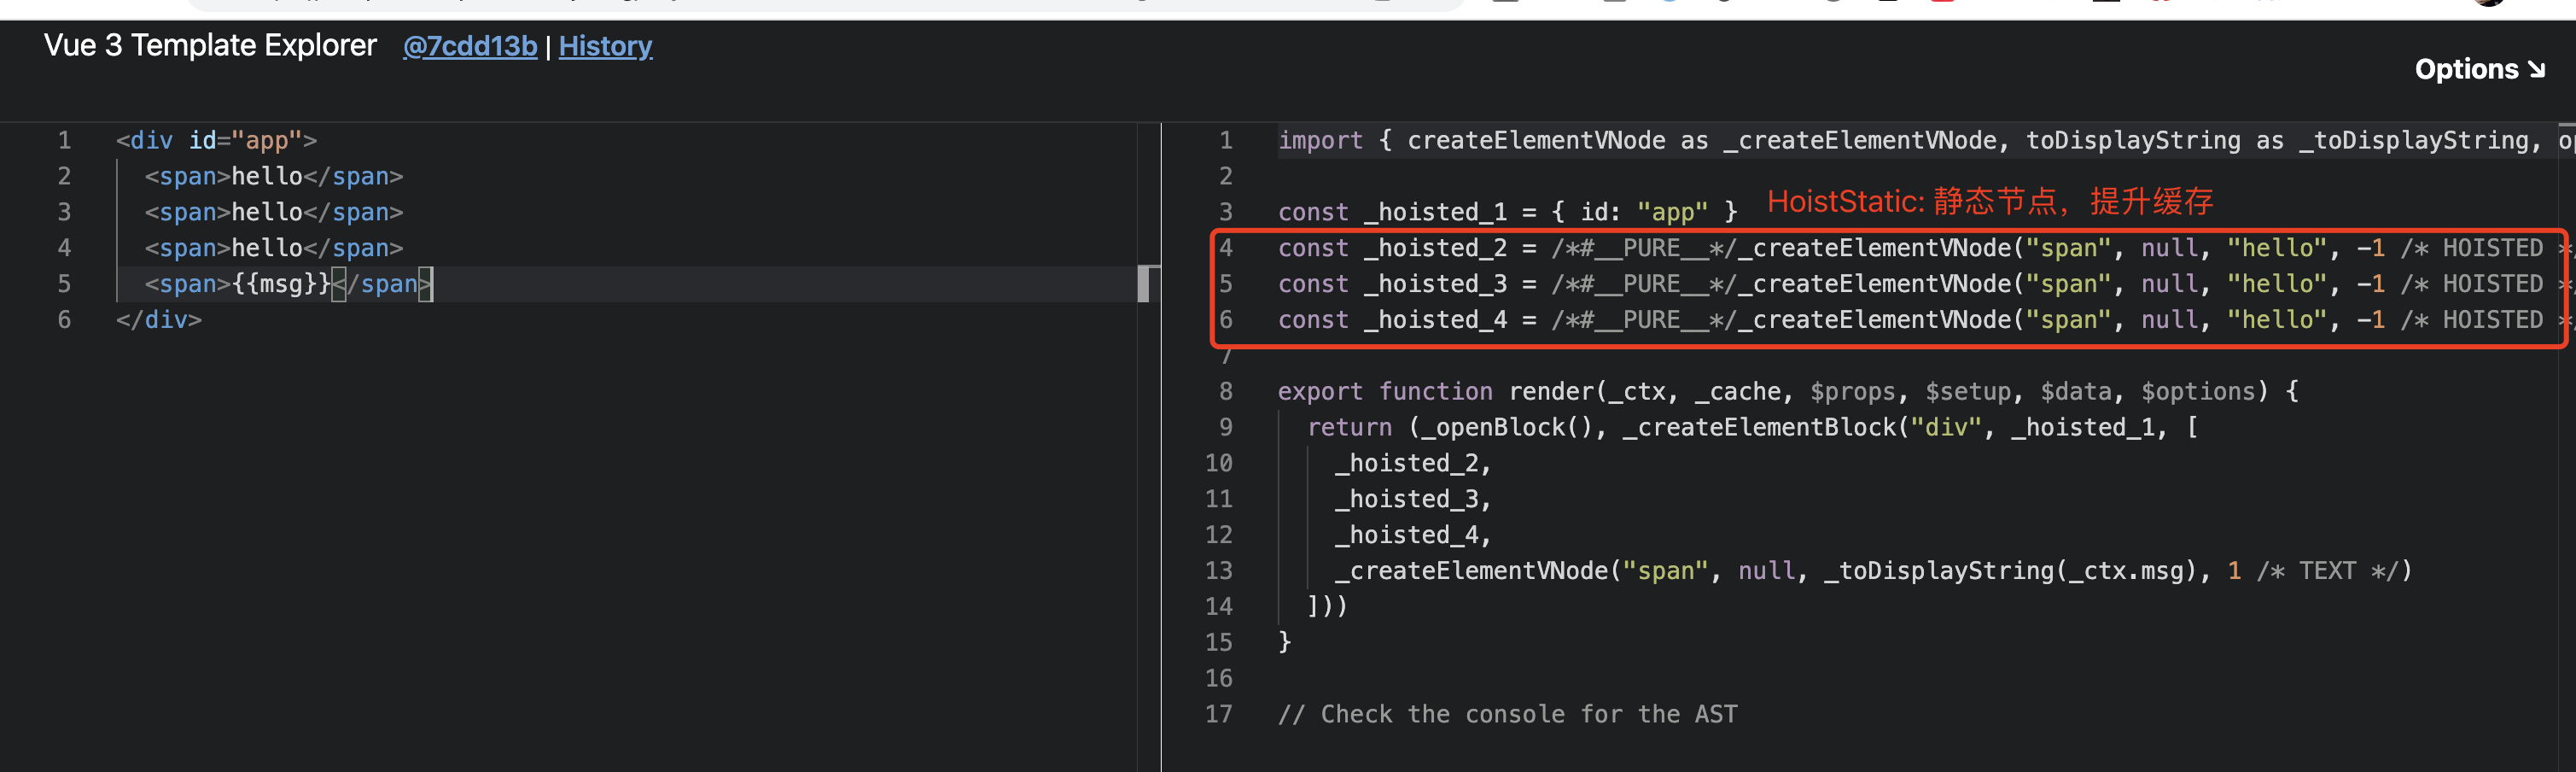 Vue 3 Template Explorer @7cdd13b | History
Options ↘
1 <div id="app">
2 <span>hello</span>
3 <span>hello</span>
4 <span>hello</span>
5 <span>{{msg}}</span>
6 </div>
1 import { createElementVNode as _createElementVNode, toDisplayString as _toDisplayString, op
2
HoistStatic: 静态节点，提升缓存
3 const _hoisted_1 = { id: "app" }
4 const _hoisted_2 = /*#__PURE__*/_createElementVNode("span", null, "hello", -1 /* HOISTED *
5 const _hoisted_3 = /*#__PURE__*/_createElementVNode("span", null, "hello", -1 /* HOISTED *
6 const _hoisted_4 = /*#__PURE__*/_createElementVNode("span", null, "hello", -1 /* HOISTED *
7
8 export function render(_ctx, _cache, $props, $setup, $data, $options) {
9 return (_openBlock(), _createElementBlock("div", _hoisted_1, [
10 _hoisted_2,
11 _hoisted_3,
12 _hoisted_4,
13 _createElementVNode("span", null, _toDisplayString(_ctx.msg), 1 /* TEXT */)
14 ]))
15 }
16
17 // Check the console for the AST